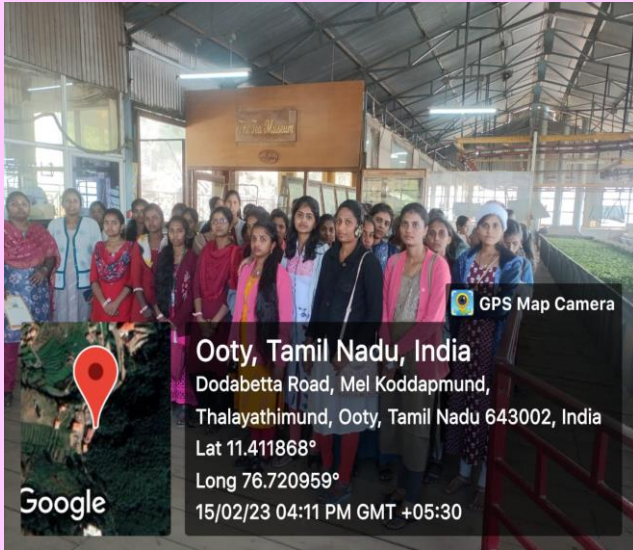 The Tea Museum
GPS Map Camera
Ooty, Tamil Nadu, India
Dodabetta Road, Mel Koddapmund,
Thalayathimund, Ooty, Tamil Nadu 643002, India
Lat 11.411868°
Long 76.720959°
15/02/23 04:11 PM GMT +05:30
Google